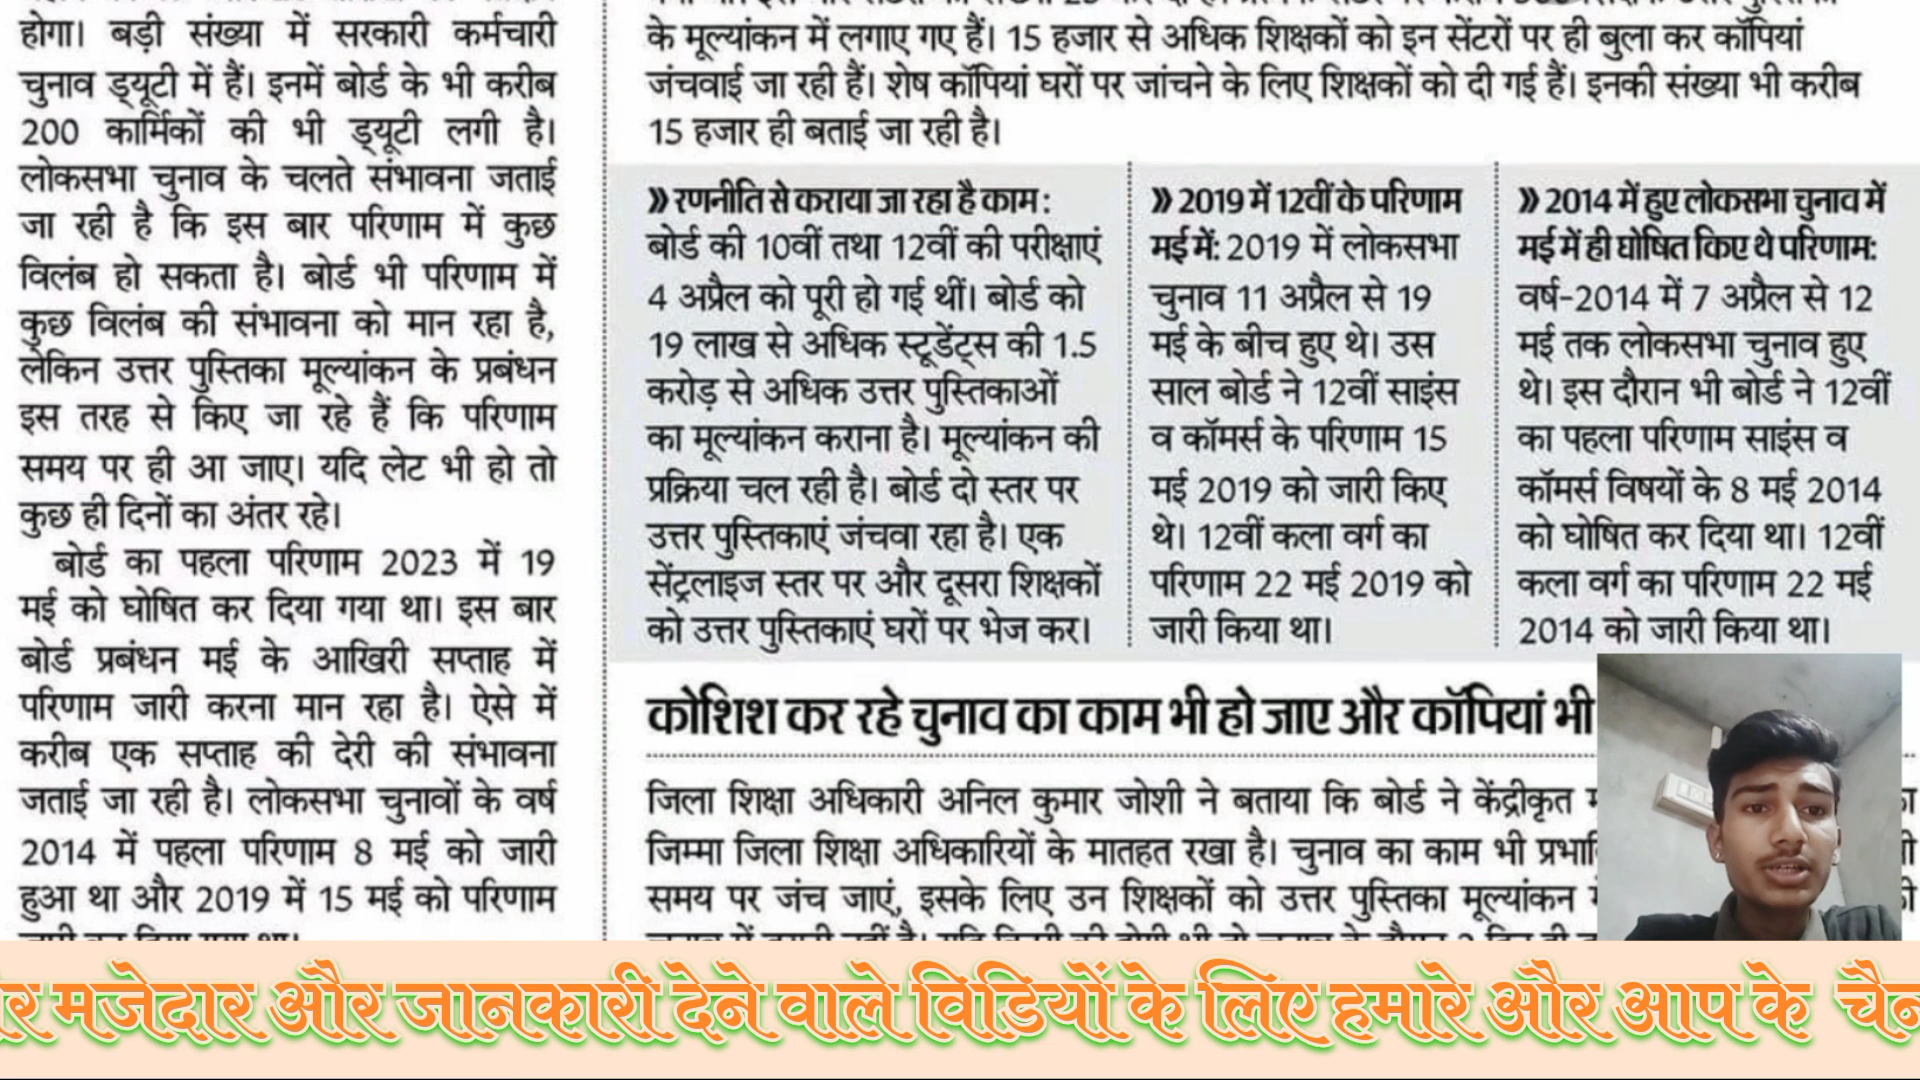 होगा। बड़ी संख्या में सरकारी कर्मचारी
चुनाव ड्यूटी में हैं। इनमें बोर्ड के भी करीब
200 कार्मिकों की भी ड्यूटी लगी है।
लोकसभा चुनाव के चलते संभावना जताई
जा रही है कि इस बार परिणाम में कुछ
विलंब हो सकता है। बोर्ड भी परिणाम में
कुछ विलंब की संभावना को मान रहा है,
लेकिन उत्तर पुस्तिका मूल्यांकन के प्रबंधन
इस तरह से किए जा रहे हैं कि परिणाम
समय पर ही आ जाए। यदि लेट भी हो तो
कुछ ही दिनों का अंतर रहे।
बोर्ड का पहला परिणाम 2023 में 19
मई को घोषित कर दिया गया था। इस बार
बोर्ड प्रबंधन मई के आखिरी सप्ताह में
परिणाम जारी करना मान रहा है। ऐसे में
करीब एक सप्ताह की देरी की संभावना
जताई जा रही है। लोकसभा चुनावों के वर्ष
2014 में पहला परिणाम 8 मई को जारी
हुआ था और 2019 में 15 मई को परिणाम
के मूल्यांकन में लगाए गए हैं। 15 हजार से अधिक शिक्षकों को इन सेंटरों पर ही बुला कर कॉपियां
जंचवाई जा रही हैं। शेष कॉपियां घरों पर जांचने के लिए शिक्षकों को दी गई हैं। इनकी संख्या भी करीब
15 हजार ही बताई जा रही है।
» रणनीति से कराया जा रहा है काम :
बोर्ड की 10वीं तथा 12वीं की परीक्षाएं
4 अप्रैल को पूरी हो गई थीं। बोर्ड को
19 लाख से अधिक स्टूडेंट्स की 1.5
करोड़ से अधिक उत्तर पुस्तिकाओं
का मूल्यांकन कराना है। मूल्यांकन की
प्रक्रिया चल रही है। बोर्ड दो स्तर पर
उत्तर पुस्तिकाएं जंचवा रहा है। एक
सेंट्रलाइज स्तर पर और दूसरा शिक्षकों
को उत्तर पुस्तिकाएं घरों पर भेज कर।
» 2019 में 12वीं के परिणाम
मई में: 2019 में लोकसभा
चुनाव 11 अप्रैल से 19
मई के बीच हुए थे। उस
साल बोर्ड ने 12वीं साइंस
व कॉमर्स के परिणाम 15
मई 2019 को जारी किए
थे। 12वीं कला वर्ग का
परिणाम 22 मई 2019 को
जारी किया था।
» 2014 में हुए लोकसभा चुनाव में
मई में ही घोषित किए थे परिणाम:
वर्ष-2014 में 7 अप्रैल से 12
मई तक लोकसभा चुनाव हुए
थे। इस दौरान भी बोर्ड ने 12वीं
का पहला परिणाम साइंस व
कॉमर्स विषयों के 8 मई 2014
को घोषित कर दिया था। 12वीं
कला वर्ग का परिणाम 22 मई
2014 को जारी किया था।
कोशिश कर रहे चुनाव का काम भी हो जाए और कॉपियां भी
जिला शिक्षा अधिकारी अनिल कुमार जोशी ने बताया कि बोर्ड ने केंद्रीकृत
जिम्मा जिला शिक्षा अधिकारियों के मातहत रखा है। चुनाव का काम भी
समय पर जंच जाएं, इसके लिए उन शिक्षकों को उत्तर पुस्तिका मूल्यांकन
मजेदार और जानकारी देने वाले विडियों के लिए हमारे और आप के